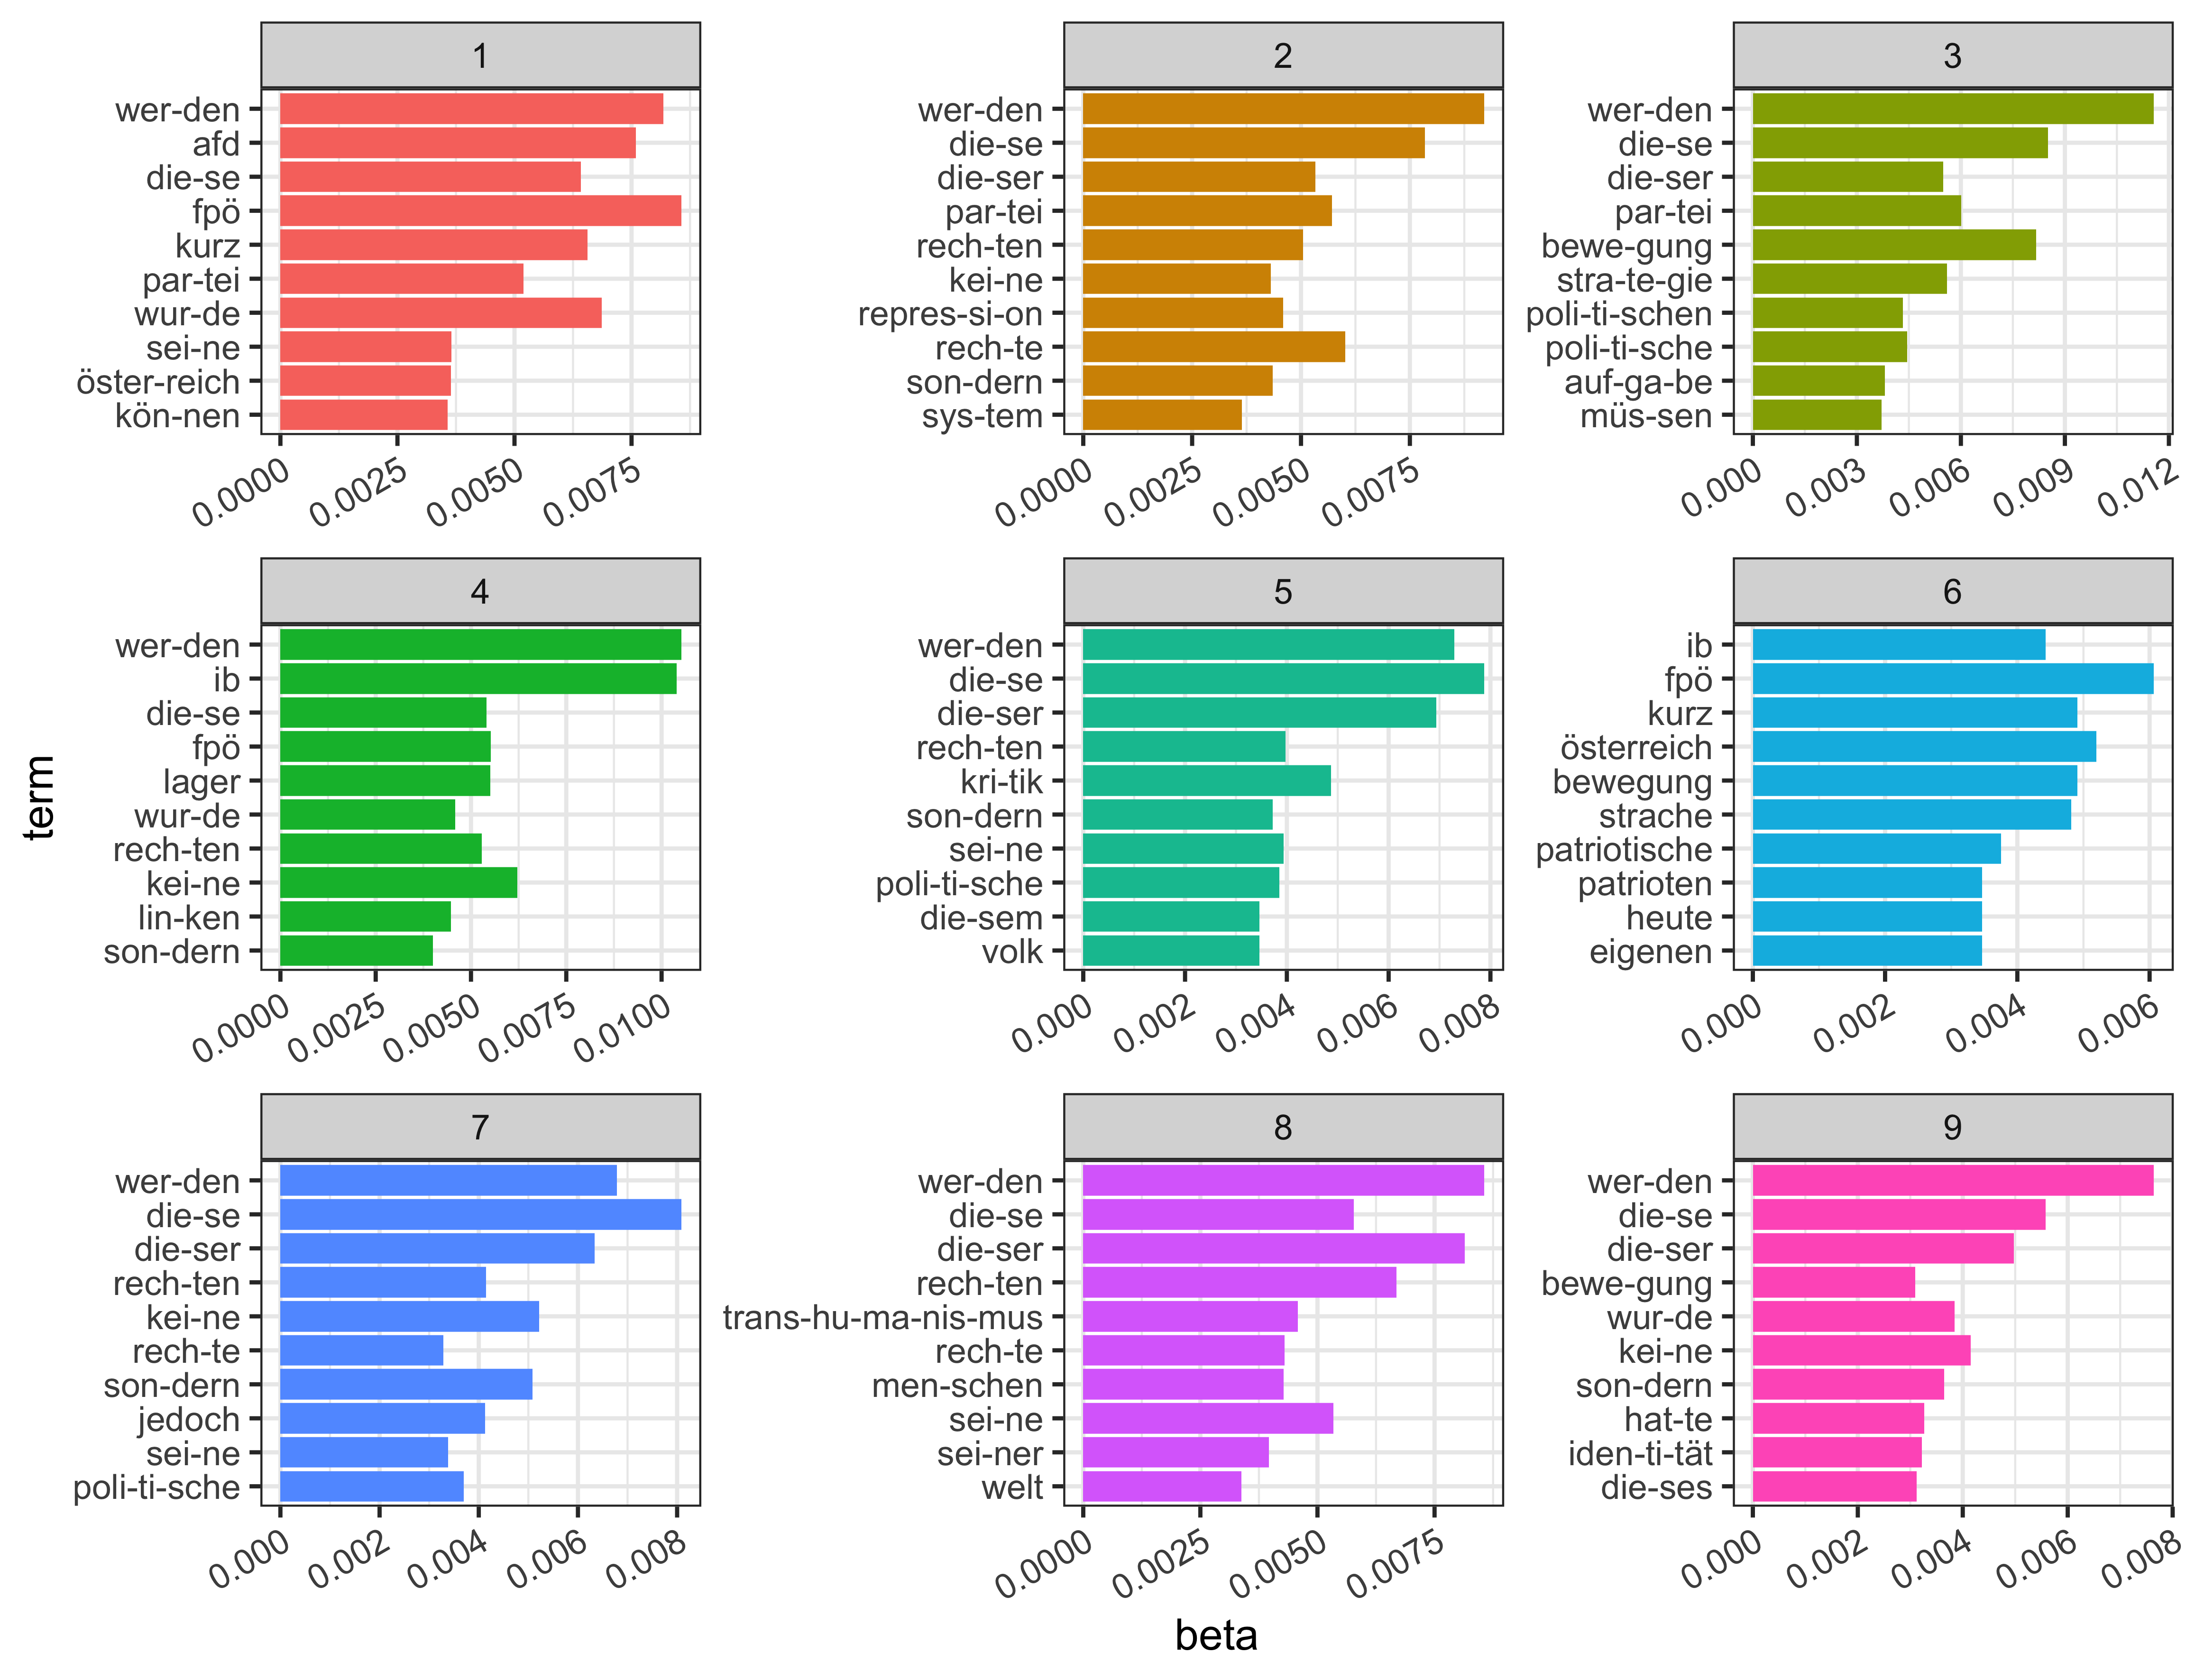 1
wer-den
afd
die-se
fpö
kurz
par-tei
wur-de
sei-ne
öster-reich
kön-nen
0.0000
0.0025
0.0050
0.0075
2
wer-den
die-se
die-ser
par-tei
rech-ten
kei-ne
repres-si-on
rech-te
son-dern
sys-tem
0.0000
0.0025
0.0050
0.0075
3
wer-den
die-se
die-ser
par-tei
bewe-gung
stra-te-gie
poli-ti-schen
poli-ti-sche
auf-ga-be
müs-sen
0.000
0.003
0.006
0.009
0.012
term
4
wer-den
ib
die-se
fpö
lager
wur-de
rech-ten
kei-ne
lin-ken
son-dern
0.0000
0.0025
0.0050
0.0075
0.0100
5
wer-den
die-se
die-ser
rech-ten
kri-tik
son-dern
sei-ne
poli-ti-sche
die-sem
volk
0.000
0.002
0.004
0.006
0.008
6
ib
fpö
kurz
österreich
bewegung
strache
patriotische
patrioten
heute
eigenen
0.000
0.002
0.004
0.006
7
wer-den
die-se
die-ser
rech-ten
kei-ne
rech-te
son-dern
jedoch
sei-ne
poli-ti-sche
0.000
0.002
0.004
0.006
0.008
8
wer-den
die-se
die-ser
rech-ten
trans-hu-ma-nis-mus
rech-te
men-schen
sei-ne
sei-ner
welt
0.0000
0.0025
0.0050
0.0075
9
wer-den
die-se
die-ser
bewe-gung
wur-de
kei-ne
son-dern
hat-te
iden-ti-tät
die-ses
0.000
0.002
0.004
0.006
0.008
beta